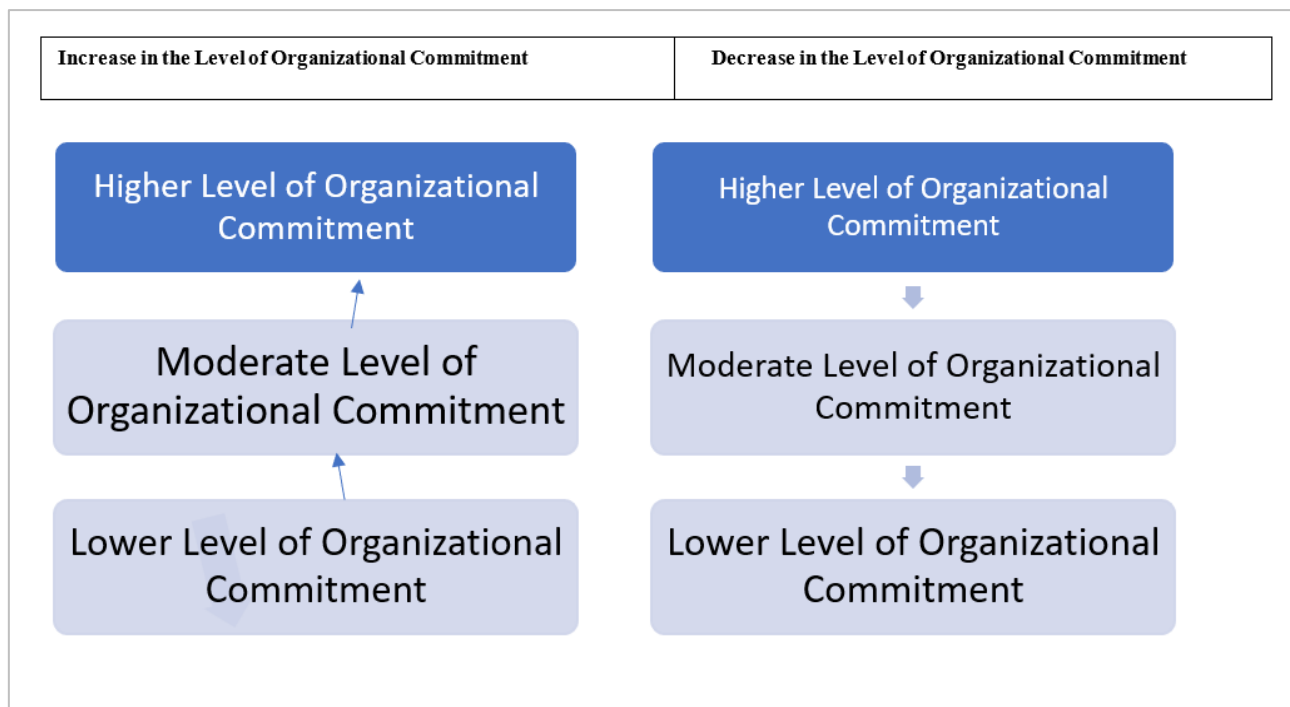 Increase in the Level of Organizational Commitment
Decrease in the Level of Organizational Commitment
Higher Level of Organizational
Commitment
Moderate Level of
Organizational Commitment
Lower Level of Organizational
Commitment
Higher Level of Organizational
Commitment
Moderate Level of Organizational
Commitment
Lower Level of Organizational
Commitment